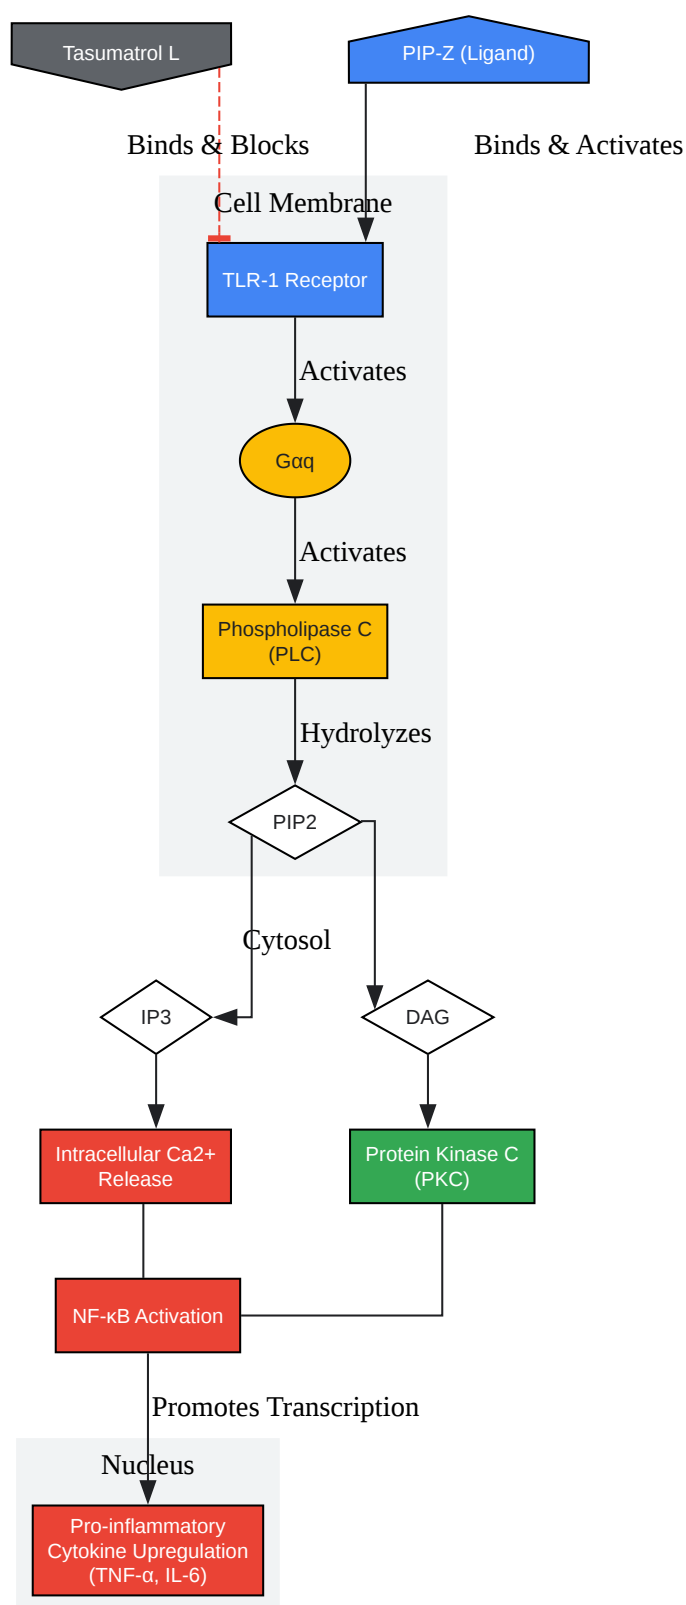 Tasumatrol L
PIP-Z (Ligand)
Binds & Blocks
Binds & Activates
Cell Membrane
TLR-1 Receptor
Activates
Gαq
Activates
Phospholipase C
(PLC)
Hydrolyzes
PIP2
Cytosol
IP3
DAG
Intracellular Ca2+
Release
Protein Kinase C
(PKC)
NF-κB Activation
Promotes Transcription
Nucleus
Pro-inflammatory
Cytokine Upregulation
(TNF-α, IL-6)